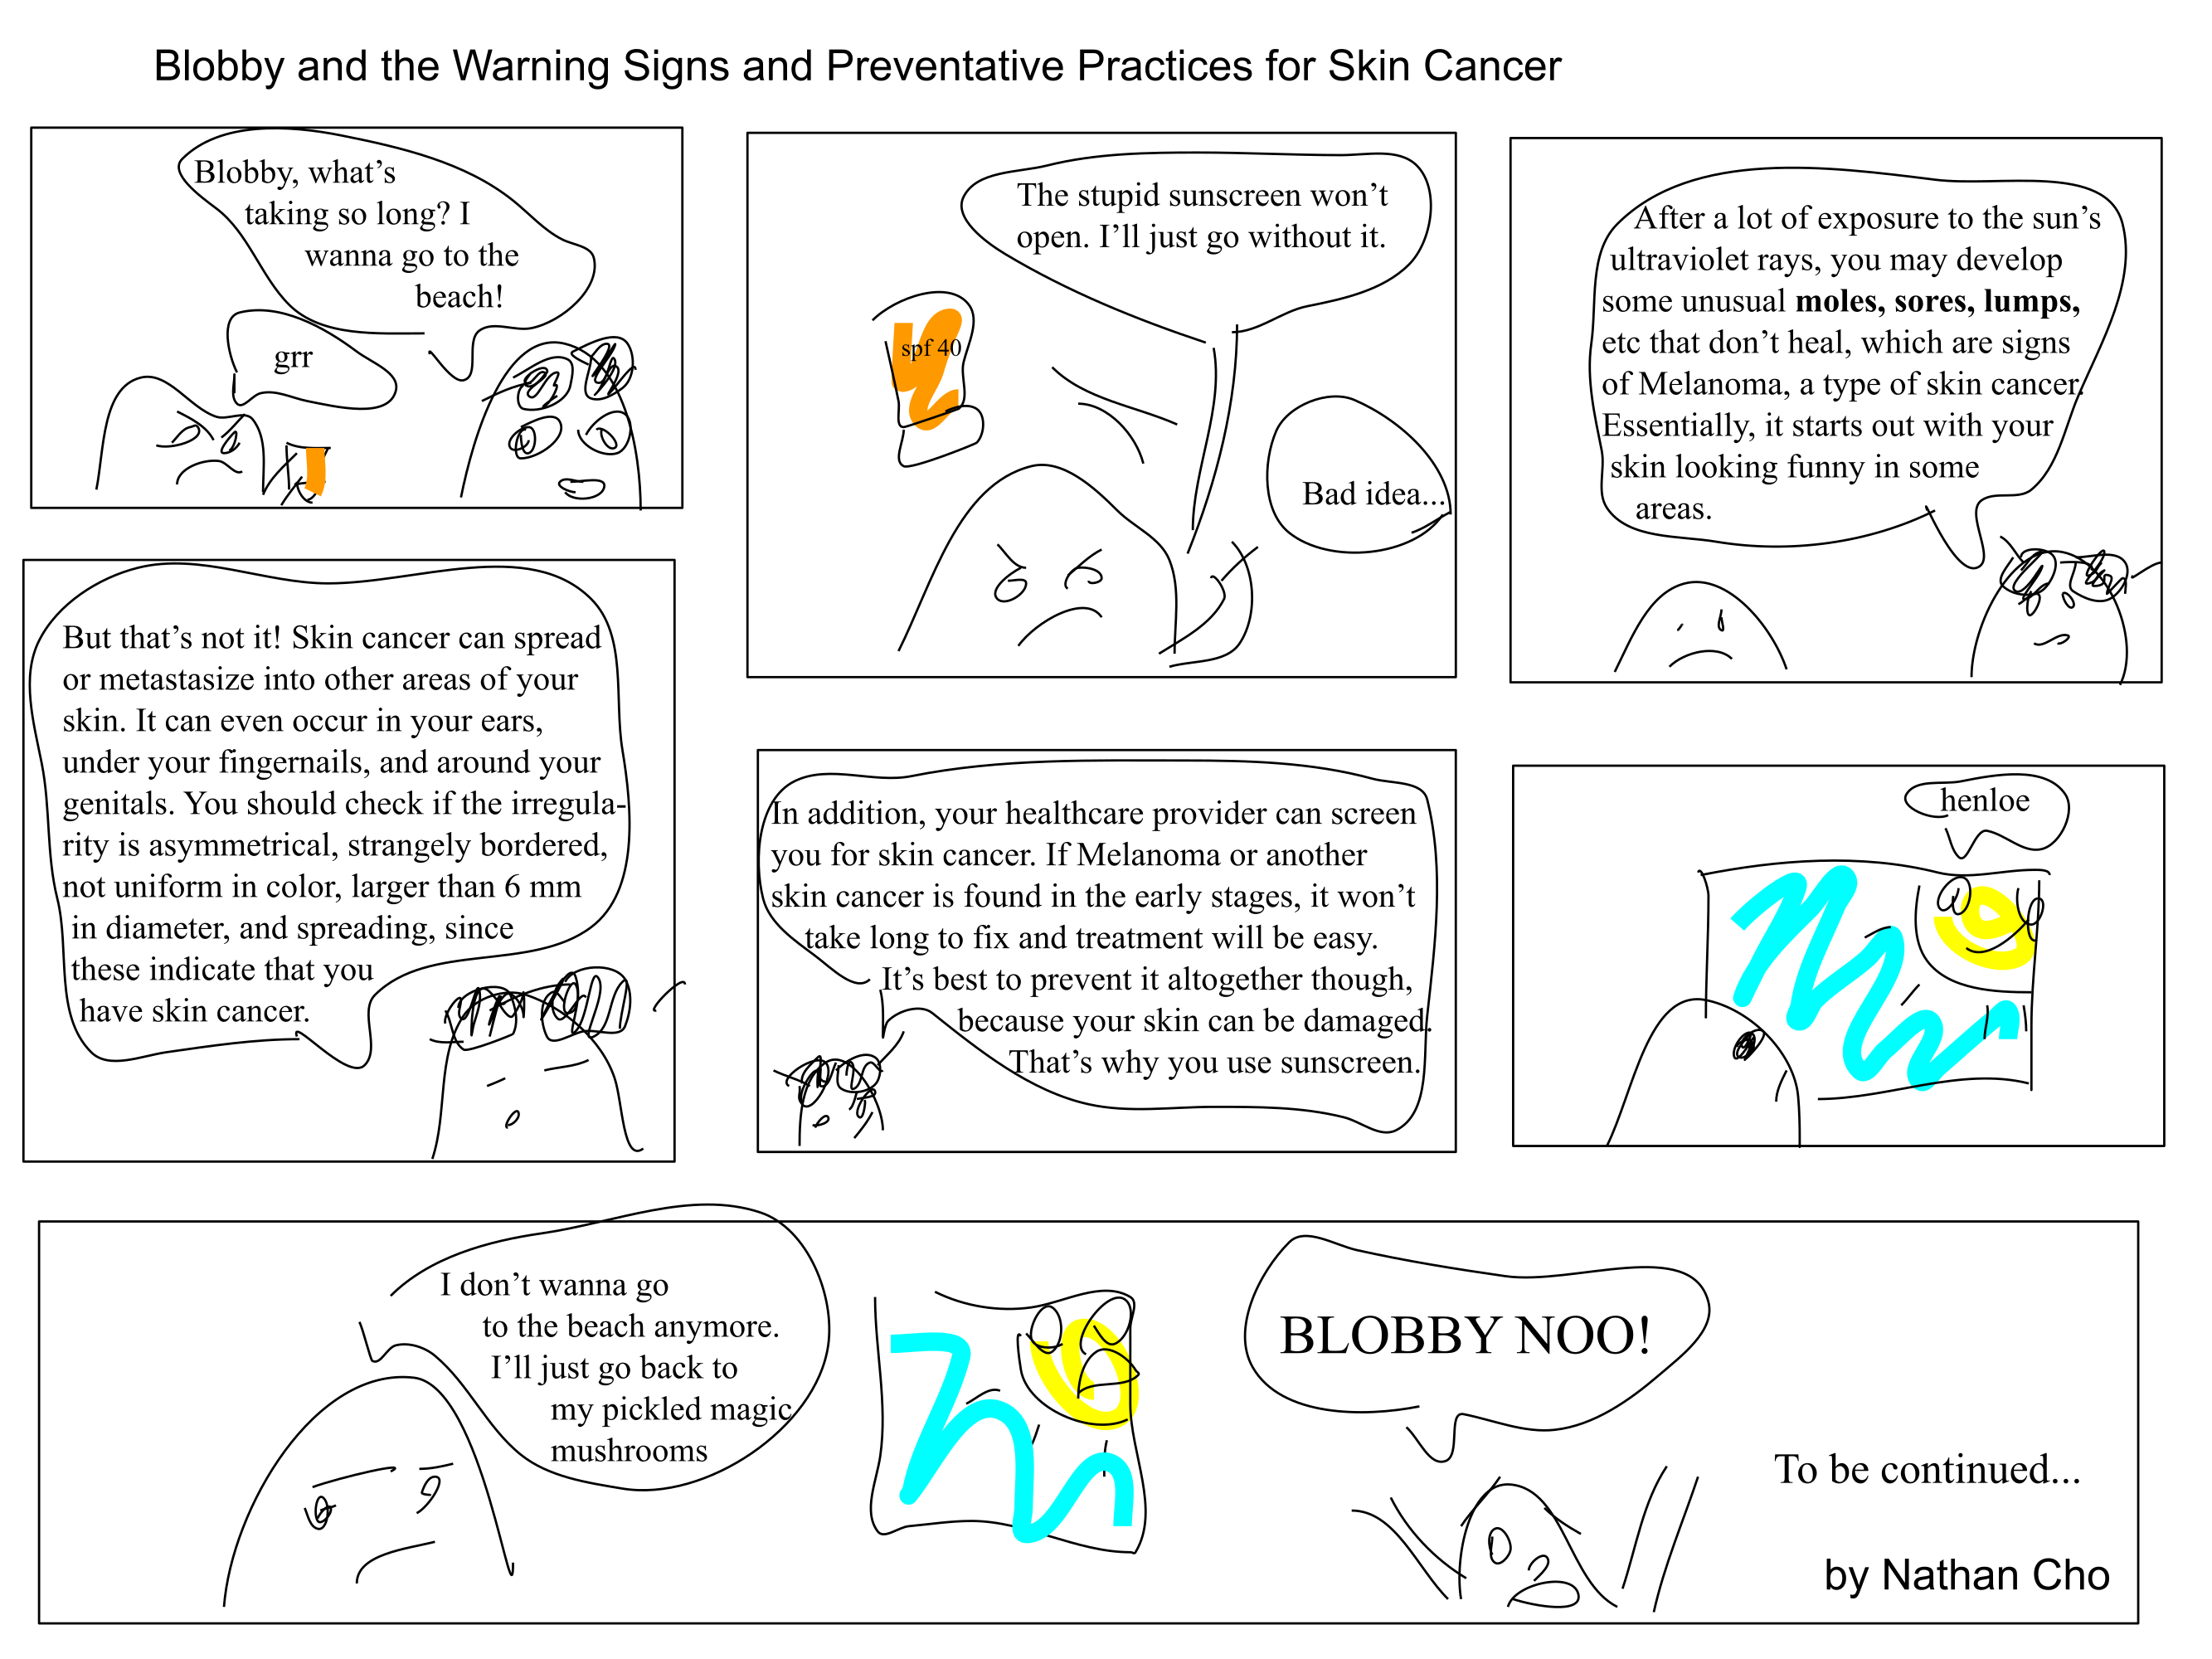 Blobby and the Warning Signs and Preventative Practices for Skin Cancer
Blobby, what’s
taking so long? I
wanna go to the
beach!
grr
The stupid sunscreen won’t
open. I’ll just go without it.
spf 40
Bad idea...
After a lot of exposure to the sun’s
ultraviolet rays, you may develop
some unusual moles, sores, lumps,
etc that don’t heal, which are signs
of Melanoma, a type of skin cancer.
Essentially, it starts out with your
skin looking funny in some
areas.
But that’s not it! Skin cancer can spread
or metastasize into other areas of your
skin. It can even occur in your ears,
under your fingernails, and around your
genitals. You should check if the irregula-
rity is asymmetrical, strangely bordered,
not uniform in color, larger than 6 mm
in diameter, and spreading, since
these indicate that you
have skin cancer.
In addition, your healthcare provider can screen
you for skin cancer. If Melanoma or another
skin cancer is found in the early stages, it won’t
take long to fix and treatment will be easy.
It’s best to prevent it altogether though,
because your skin can be damaged.
That’s why you use sunscreen.
henloe
I don’t wanna go
to the beach anymore.
I’ll just go back to
my pickled magic
mushrooms
BLOBBY NOO!
To be continued...
by Nathan Cho